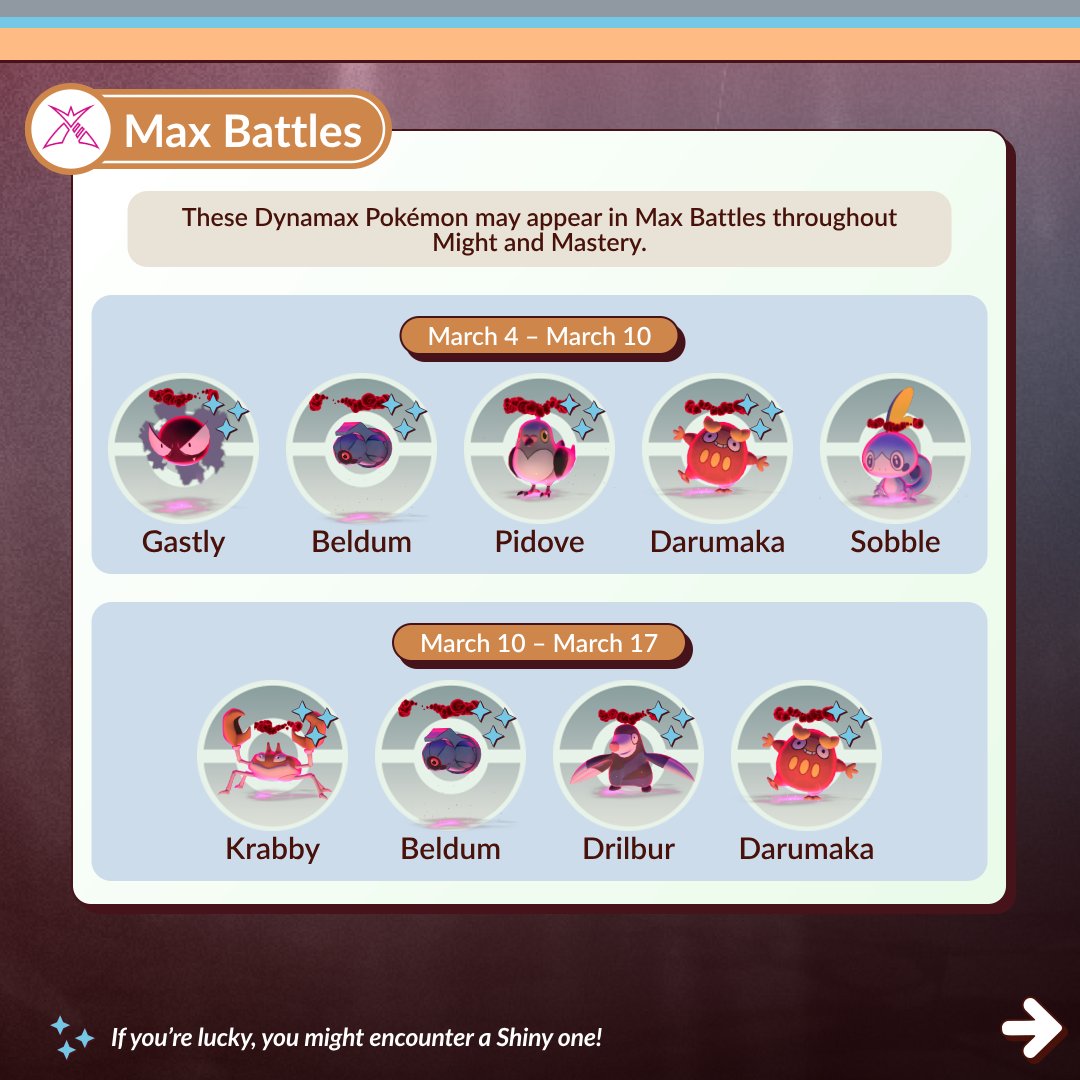 Max Battles
These Dynamax Pokémon may appear in Max Battles throughout
Might and Mastery.
March 4 – March 10
Gastly
Beldum
Pidove
Darumaka
Sobble
March 10 – March 17
Krabby
Beldum
Drilbur
Darumaka
If you’re lucky, you might encounter a Shiny one!